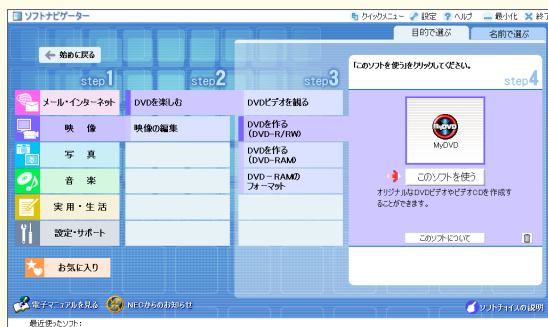 ソフトナビゲーター
クイックメニュー 設定 ヘルプ 最小化 終了
目的で選ぶ 名前で選ぶ
始めに戻る
step1 step2 step3
「このソフトを使う」をクリックしてください。
step4
メール・インターネット DVDを楽しむ DVDビデオを観る
映 像 映像の編集 DVDを作る
(DVD-R/RW)
写 真 DVDを作る
(DVD-RAM)
音 楽 DVD-RAMの
フォーマット
実用・生活
設定・サポート
お気に入り
MyDVD
MyDVD
このソフトを使う
オリジナルなDVDビデオやビデオCDを作成す
ることができます。
このソフトについて
電子マニュアルを見る NECからのお知らせ ソフトチョイスの説明
最近使ったソフト: